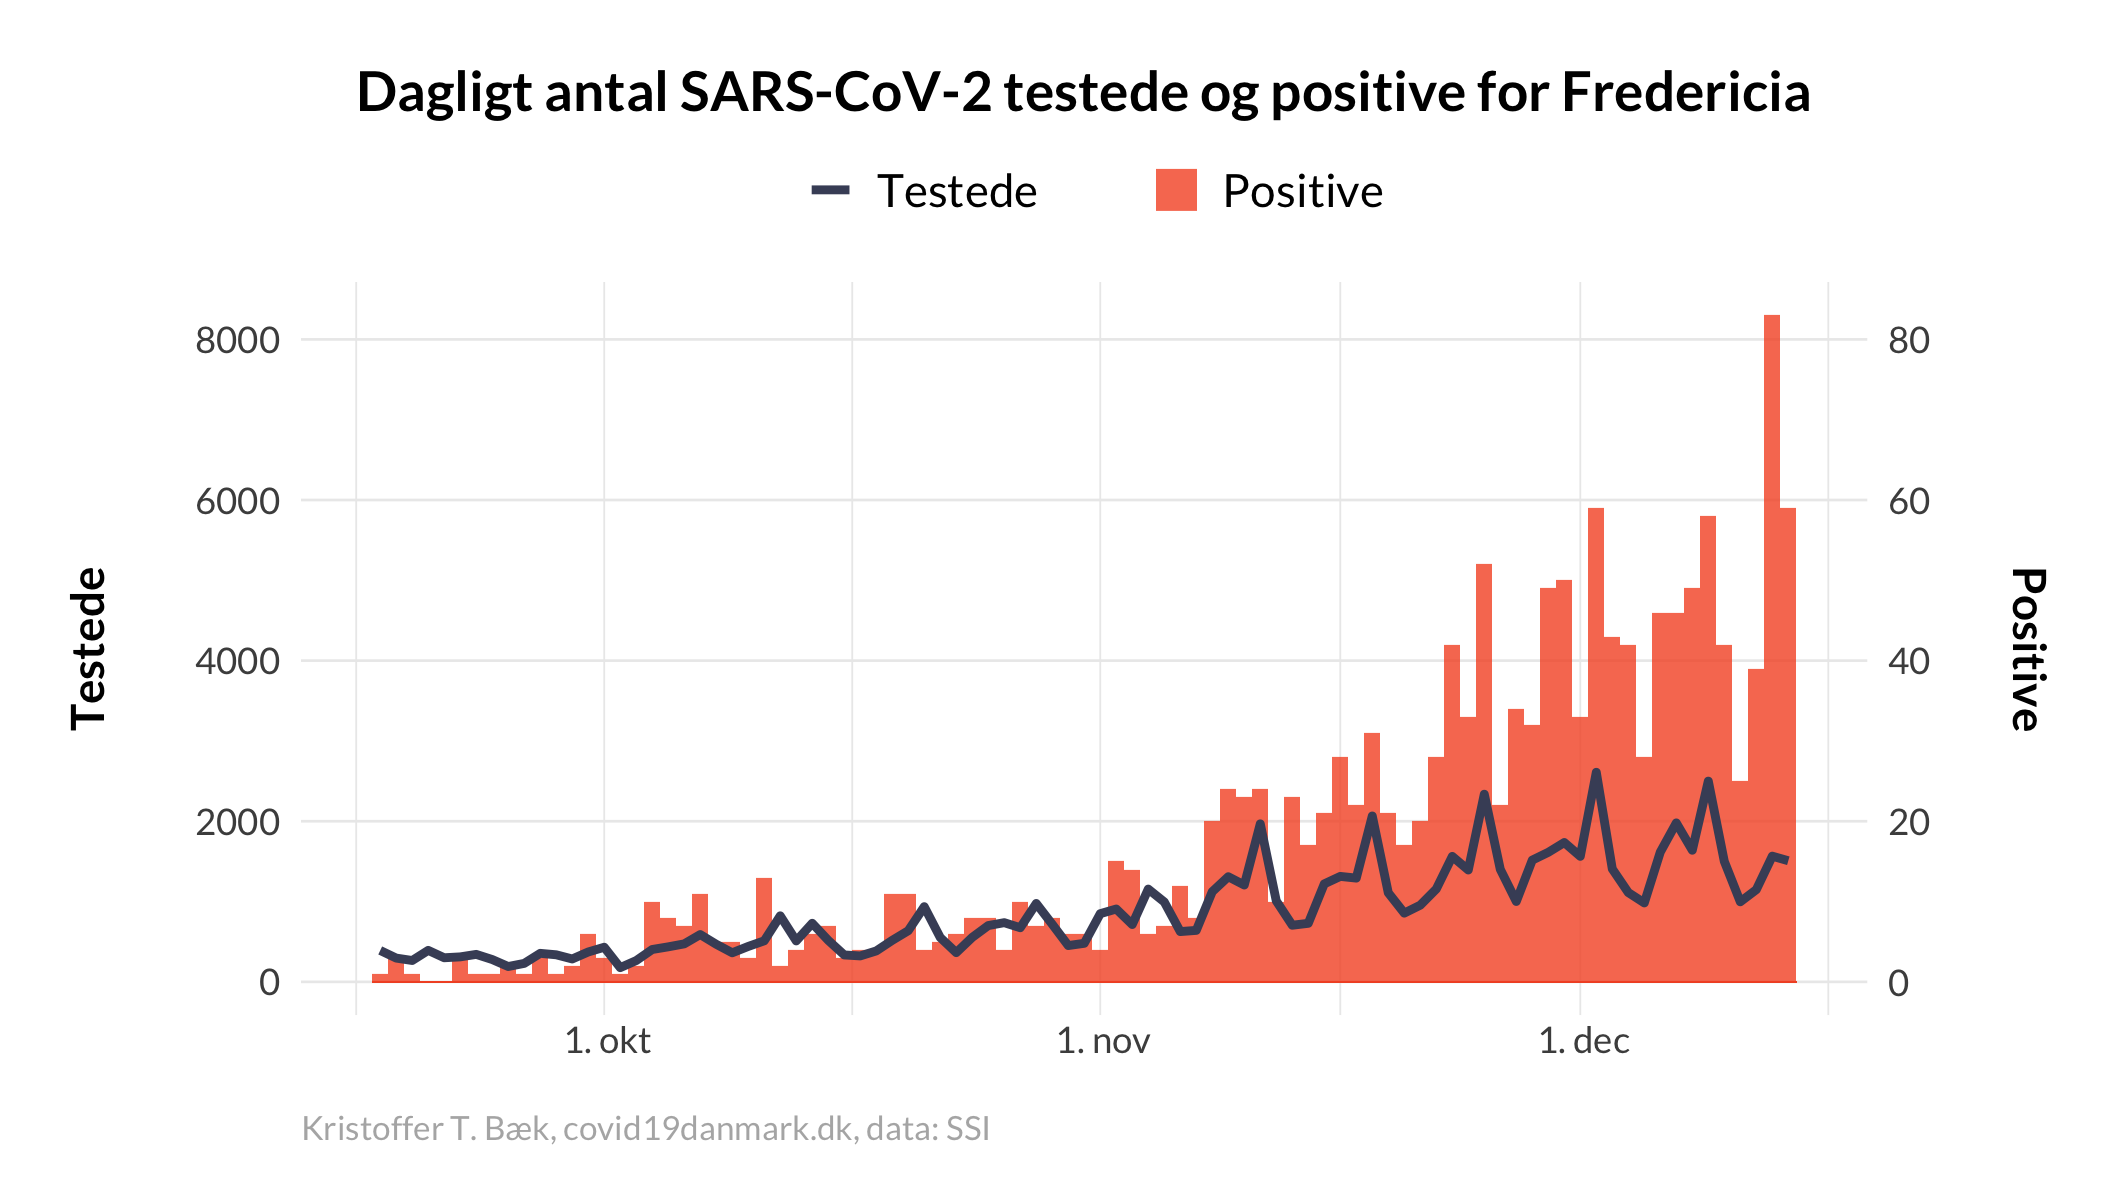 Dagligt antal SARS-CoV-2 testede og positive for Fredericia
Testede Positive
8000 80
6000 60
4000 40
2000 20
0 0
Testede
Positive
1. okt 1. nov 1. dec
Kristoffer T. Bæk, covid19danmark.dk, data: SSI